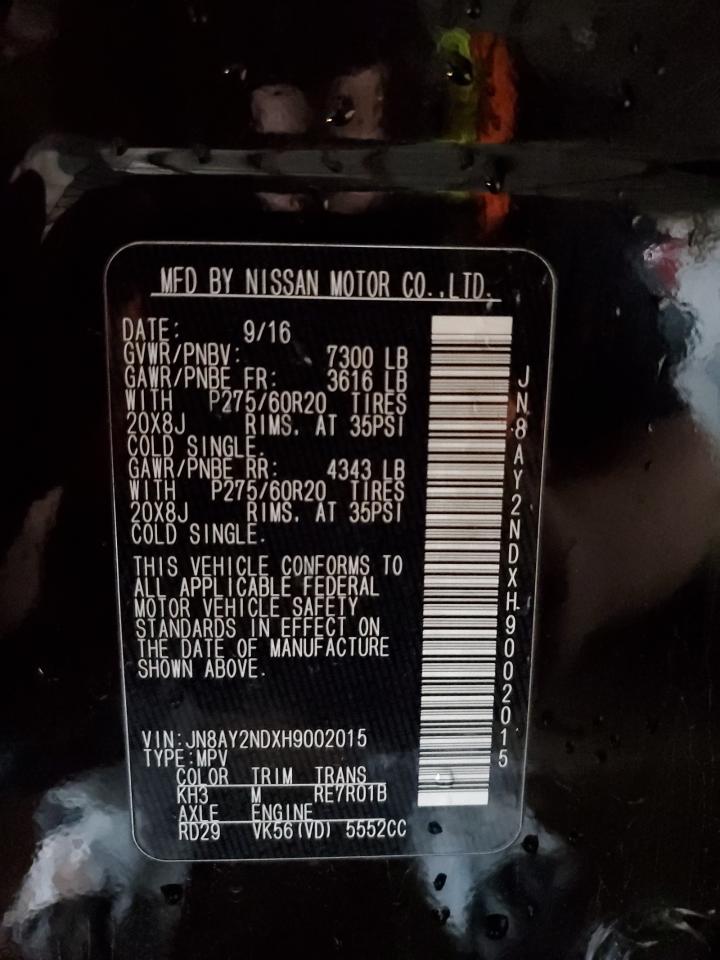 MFD BY NISSAN MOTOR CO.,LTD.
DATE: 9/16
GVWR/PNBV: 7300 LB
GAWR/PNBE FR: 3616 LB
WITH P275/60R20 TIRES
20X8J RIMS. AT 35PSI
COLD SINGLE.
GAWR/PNBE RR: 4343 LB
WITH P275/60R20 TIRES
20X8J RIMS. AT 35PSI
COLD SINGLE.
THIS VEHICLE CONFORMS TO
ALL APPLICABLE FEDERAL
MOTOR VEHICLE SAFETY
STANDARDS IN EFFECT ON
THE DATE OF MANUFACTURE
SHOWN ABOVE.
VIN:JN8AY2NDXH9002015
TYPE:MPV
COLOR TRIM TRANS
KH3 M RE7R01B
AXLE ENGINE
RD29 VK56(VD) 5552CC
JN8AY2NDXH9002015